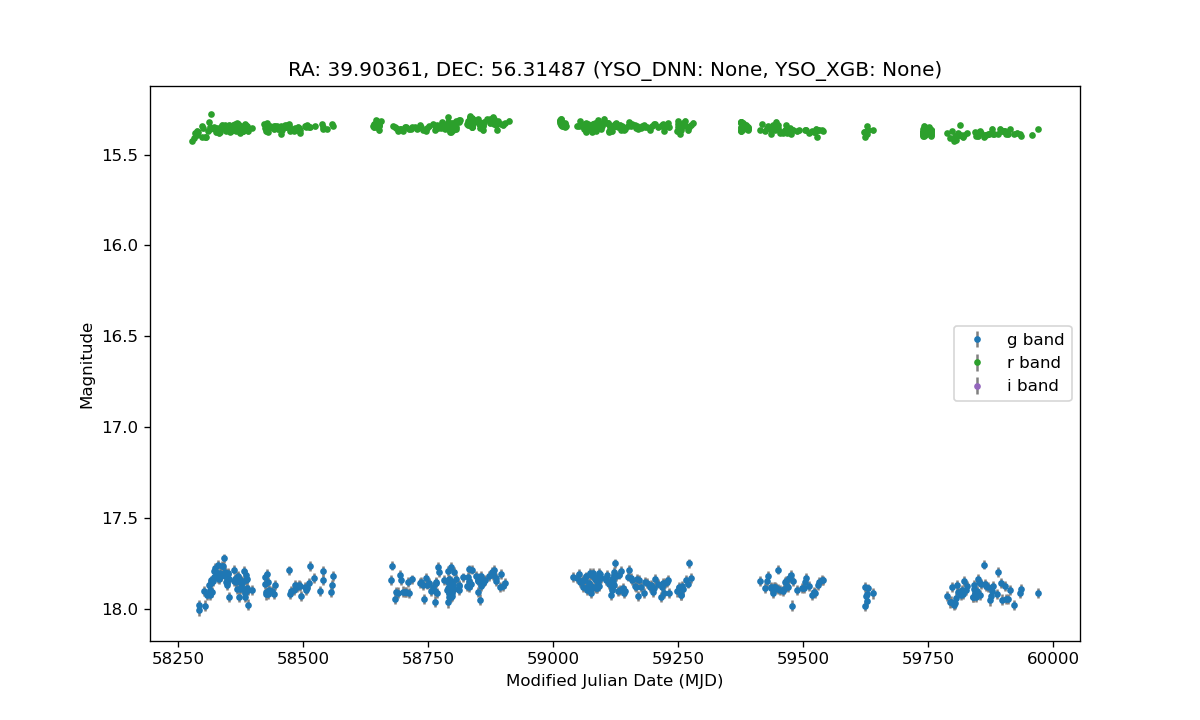 RA: 39.90361, DEC: 56.31487 (YSO_DNN: None, YSO_XGB: None)
15.5
16.0
16.5
17.0
17.5
18.0
Magnitude
g band
r band
i band
58250 58500 58750 59000 59250 59500 59750 60000
Modified Julian Date (MJD)